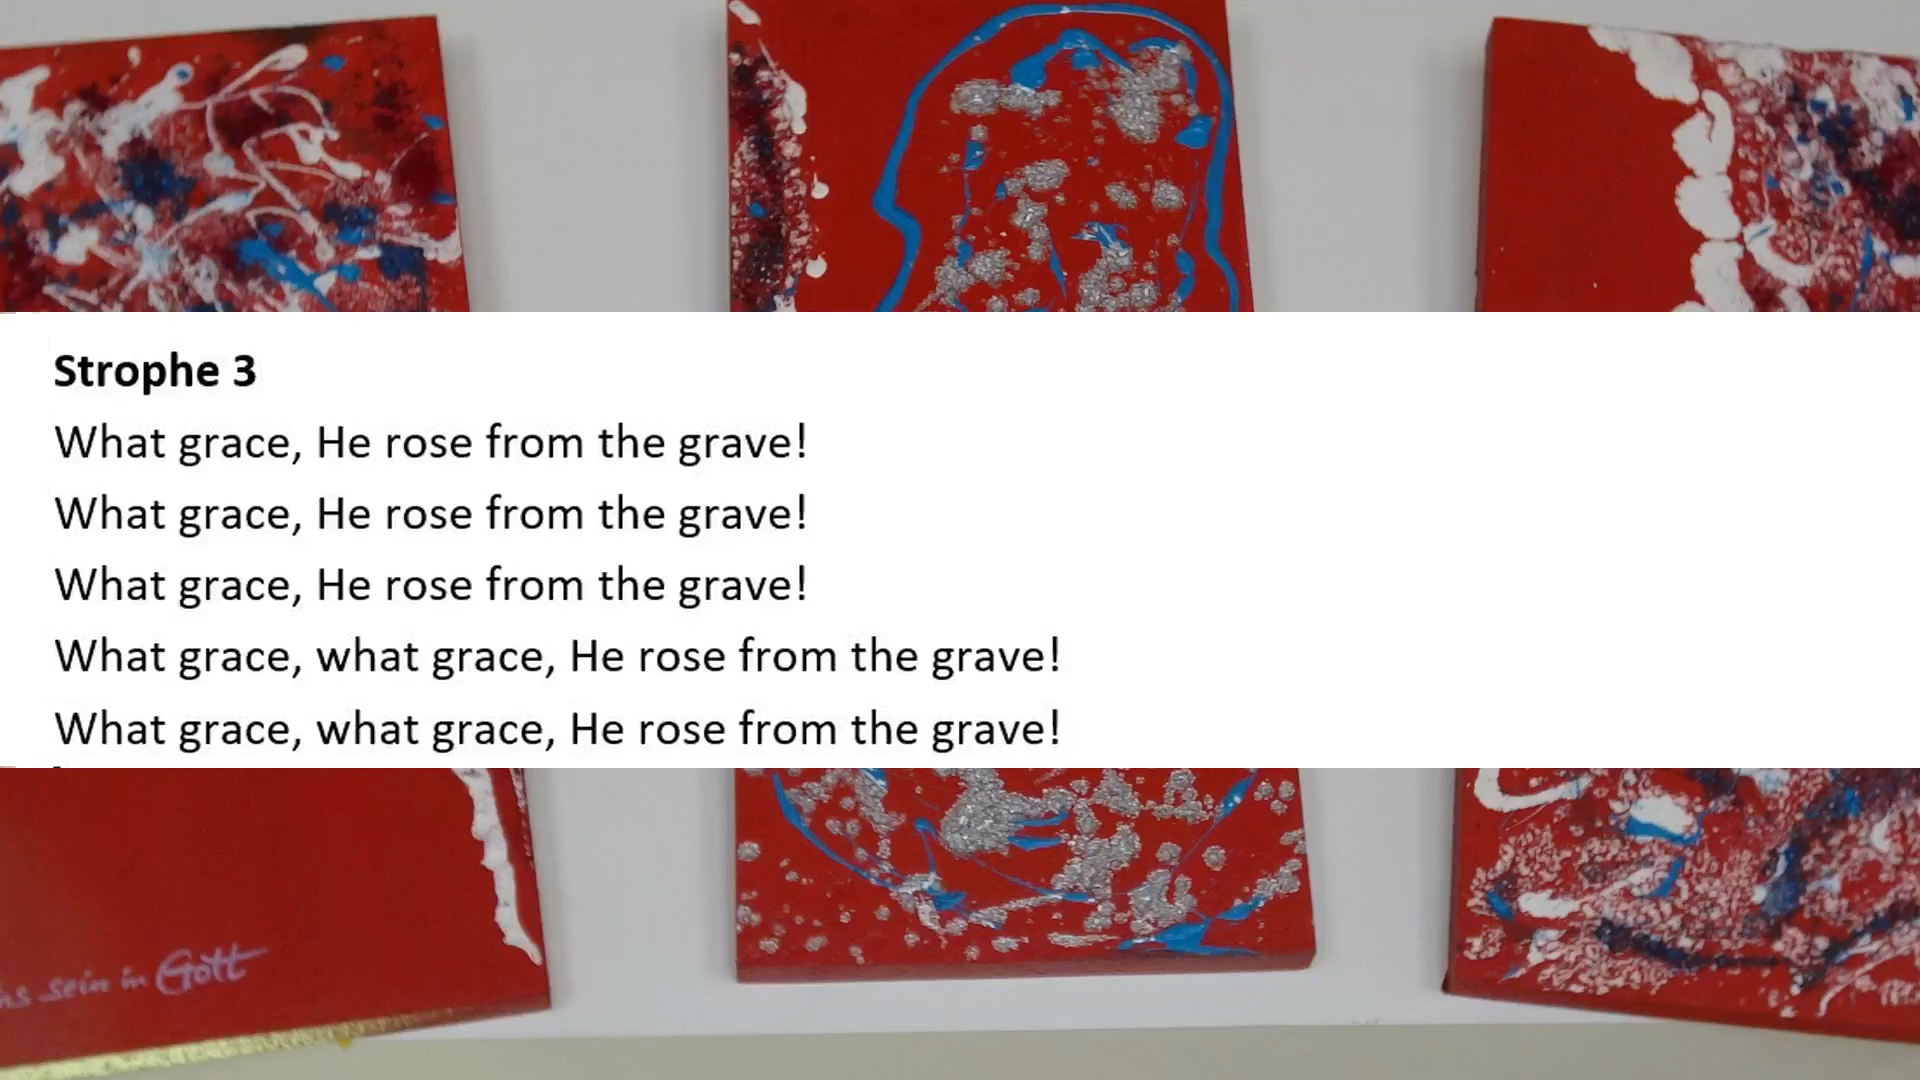 Strophe 3
What grace, He rose from the grave!
What grace, He rose from the grave!
What grace, He rose from the grave!
What grace, what grace, He rose from the grave!
What grace, what grace, He rose from the grave!
sein in Gott